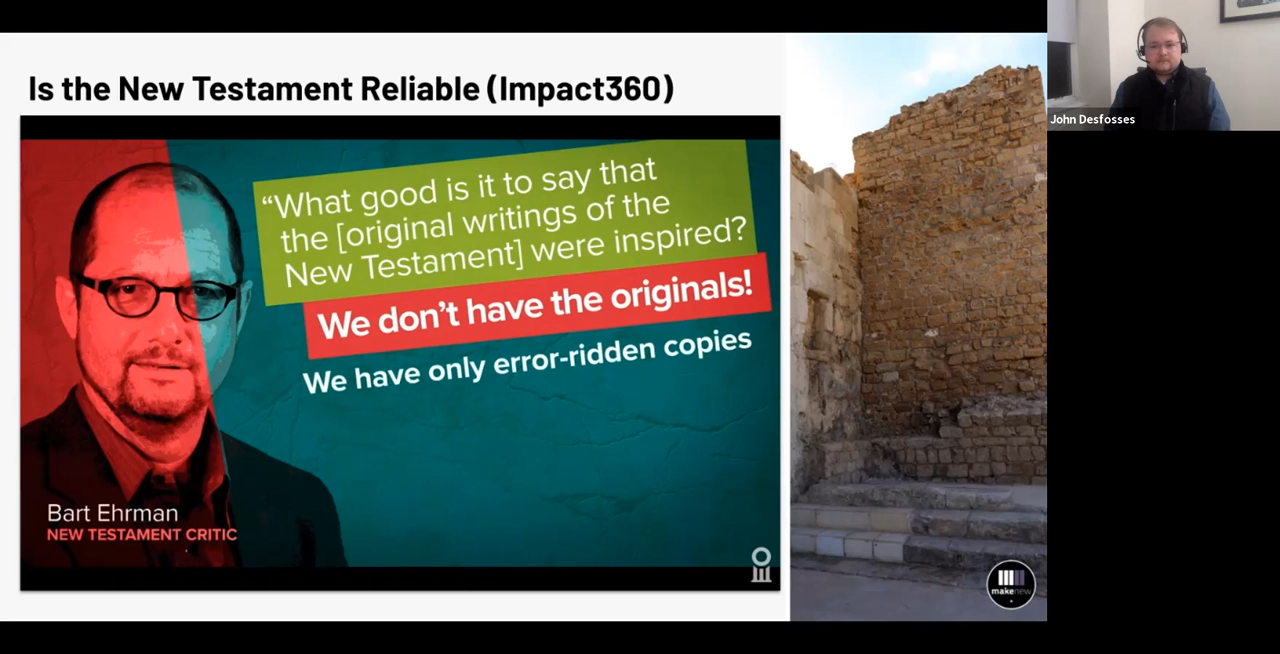 Is the New Testament Reliable (Impact360)
“What good is it to say that
the [original writings of the
New Testament] were inspired?
We don’t have the originals!
We have only error-ridden copies
Bart Ehrman
NEW TESTAMENT CRITIC
makenew
John Desfosses